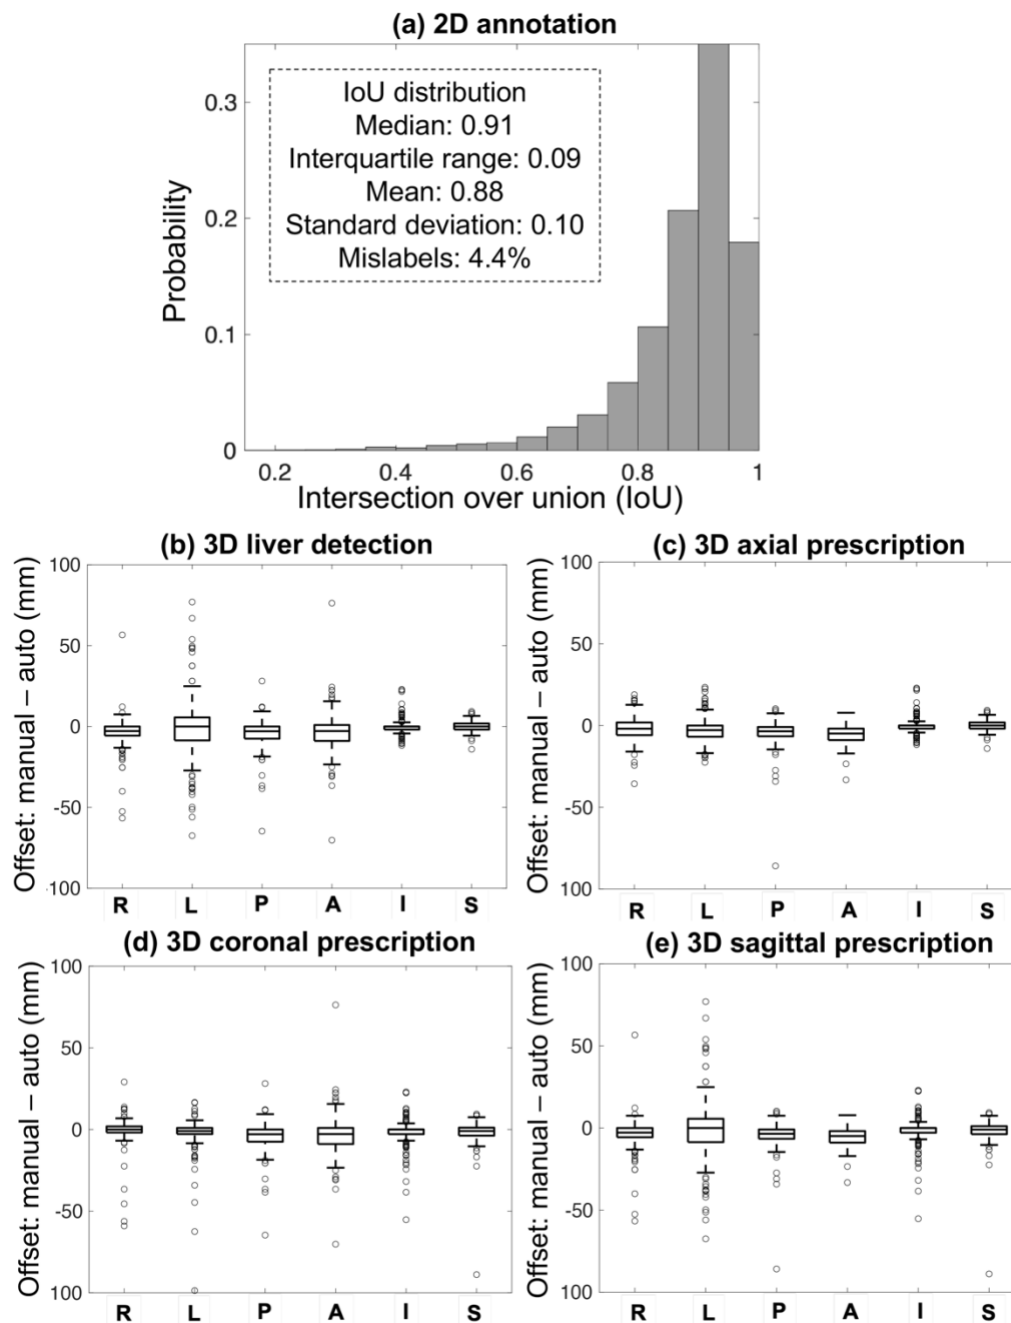 (a) 2D annotation
Probability
0.3
0.2
0.1
0
IoU distribution
Median: 0.91
Interquartile range: 0.09
Mean: 0.88
Standard deviation: 0.10
Mislabels: 4.4%
0.2 0.4 0.6 0.8 1
Intersection over union (IoU)
(b) 3D liver detection
Offset: manual – auto (mm)
100
50
0
-50
100
R L P A I S
(c) 3D axial prescription
Offset: manual – auto (mm)
100
50
0
-50
100
R L P A I S
(d) 3D coronal prescription
Offset: manual – auto (mm)
100
50
0
-50
100
R L P A I S
(e) 3D sagittal prescription
Offset: manual – auto (mm)
100
50
0
-50
100
R L P A I S